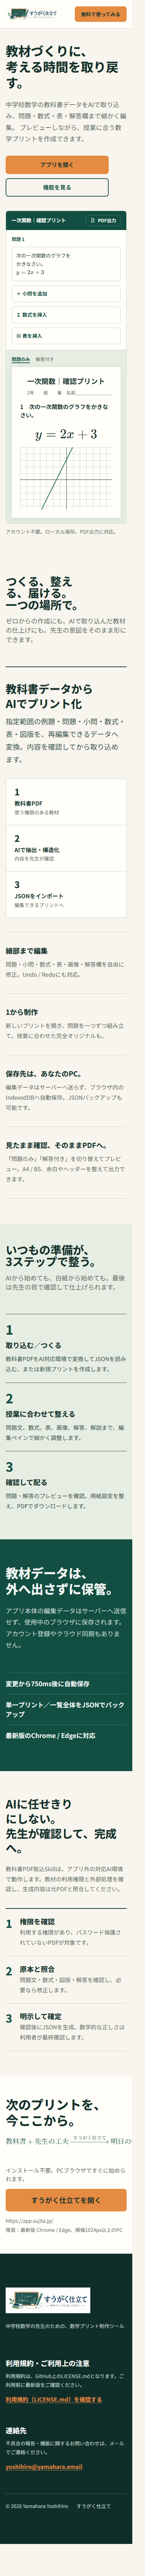 すうがく仕立て
無料で使ってみる
教材づくりに、
考える時間を取り戻
す。
中学校数学の教科書データをAIで取り込
み、問題・数式・表・解答欄まで細かく編
集。プレビューしながら、授業に合う数
学プリントを作成できます。
アプリを開く
機能を見る
一次関数｜確認プリント
PDF出力
問題 1
次の一次関数のグラフを
かきなさい。
y = 2x + 3
＋ 小問を追加
Σ 数式を挿入
表を挿入
問題のみ 解答付き
一次関数｜確認プリント
2年 組 番 名前
1 次の一次関数のグラフをかきな
さい。
y = 2x + 3
アカウント不要。ローカル保存。PDF出力に対応。
つくる、整え
る、届ける。
一つの場所で。
ゼロからの作成にも、AIで取り込んだ教材
の仕上げにも。先生の意図をそのまま形に
できます。
教科書データから
AIでプリント化
指定範囲の例題・問題・小問・数式・
表・図版を、再編集できるデータへ
変換。内容を確認してから取り込め
ます。
1
教科書PDF
使う権限のある教材
2
AIで抽出・構造化
内容を先生が確認
3
JSONをインポート
編集できるプリントへ
細部まで編集
問題・小問・数式・表・画像・解答欄を自由に
修正。Undo / Redoにも対応。
1から制作
新しいプリントを開き、問題を一つずつ組み立
て。授業に合わせた完全オリジナルも。
保存先は、あなたのPC。
編集データはサーバーへ送らず、ブラウザ内の
IndexedDBへ自動保存。JSONバックアップも
可能です。
見たまま確認、そのままPDFへ。
「問題のみ」「解答付き」を切り替えてプレビ
ュー。A4 / B5、余白やヘッダーを整えて出力で
きます。
いつもの準備が、
3ステップで整う。
AIから始めても、白紙から始めても。最後
は先生の目で確認して仕上げられます。
1
取り込む／つくる
教科書PDFをAI対応環境で変換してJSONを読み
込む、または新規プリントを作成します。
2
授業に合わせて整える
問題文、数式、表、画像、解答、解説まで、編
集ペインで細かく調整します。
3
確認して配る
問題・解答のプレビューを確認。用紙設定を整
え、PDFでダウンロードします。
教材データは、
外へ出さずに保管。
アプリ本体の編集データはサーバーへ送信
せず、使用中のブラウザに保存されます。
アカウント登録やクラウド同期もありま
せん。
変更から750ms後に自動保存
単一プリント／一覧全体をJSONでバック
アップ
最新版のChrome / Edgeに対応
AIに任せきり
にしない。
先生が確認して、完成
へ。
教科書PDF取込Skillは、アプリ外の対応AI環境
で動作します。教材の利用権限と外部処理を確
認し、生成内容は元PDFと照合してください。
1 権限を確認
利用する権限があり、パスワード保護さ
れていないPDFが対象です。
2 原本と照合
問題文・数式・図版・解答を確認し、必
要なら修正します。
3 明示して確定
確認後にJSONを生成。数学的な正しさは
利用者が最終確認します。
次のプリントを、
今ここから。
教科書 + 先生の工夫 すうがく仕立て 明日の
インストール不要。PCブラウザですぐに始めら
れます。
すうがく仕立てを開く
https://app.sujiita.jp/
推奨：最新版 Chrome / Edge、横幅1024px以上のPC
すうがく仕立て
中学校数学の先生のための、数学プリント制作ツール
利用規約・ご利用上の注意
利用規約は、GitHub上のLICENSE.mdとなります。ご
利用前に最新版をご確認ください。
利用規約（LICENSE.md）を確認する
連絡先
不具合の報告・機能に関するお問い合わせは、メール
でご連絡ください。
yoshihiro@yamahara.email
© 2026 Yamahara Yoshihiro すうがく仕立て